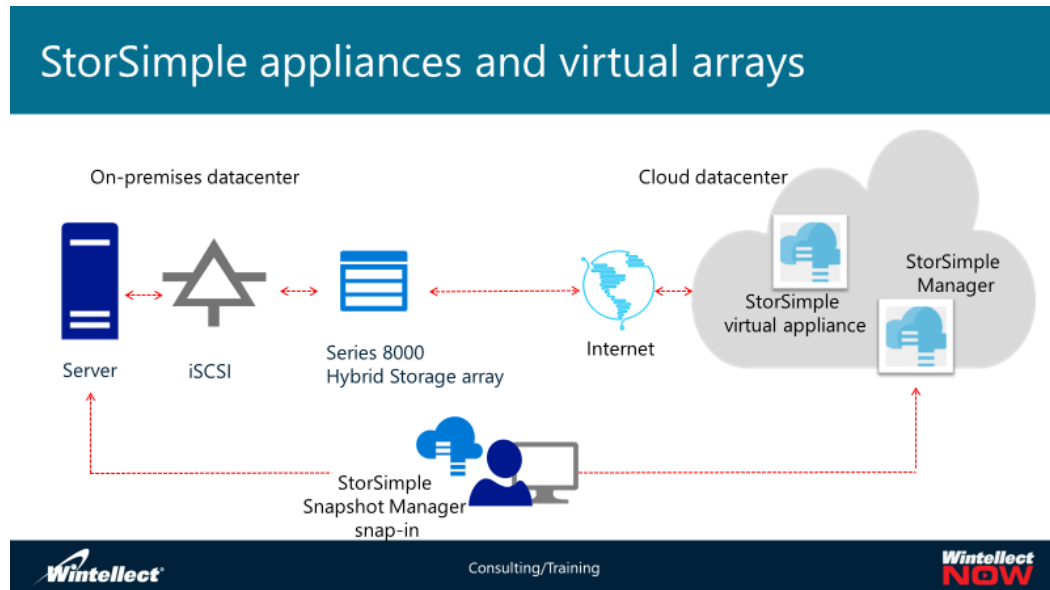 StorSimple appliances and virtual arrays
On-premises datacenter
Cloud datacenter
StorSimple
Manager
StorSimple
virtual appliance
Server
iSCSI
Series 8000
Hybrid Storage array
Internet
StorSimple
Snapshot Manager
snap-in
Wintellect
Consulting/Training
Wintellect
NOW